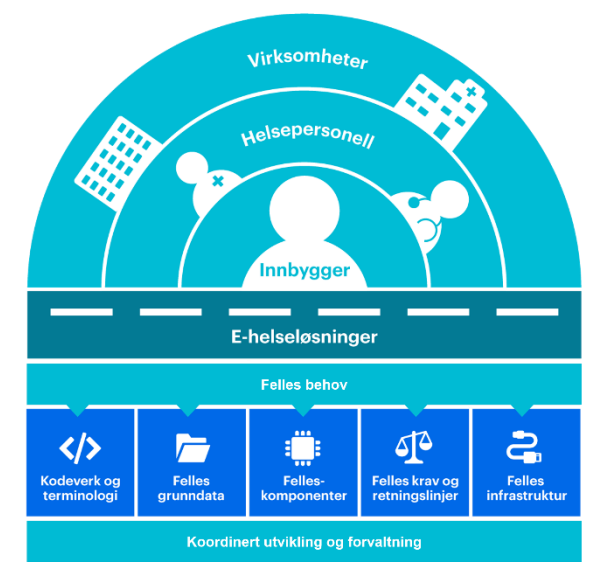 Virksomheter
Helsepersonell
Innbygger
E-helseløsninger
Felles behov
Kodeverk og
terminologi
Felles
grunndata
Felles-
komponenter
Felles krav og
retningslinjer
Felles
infrastruktur
Koordinert utvikling og forvaltning